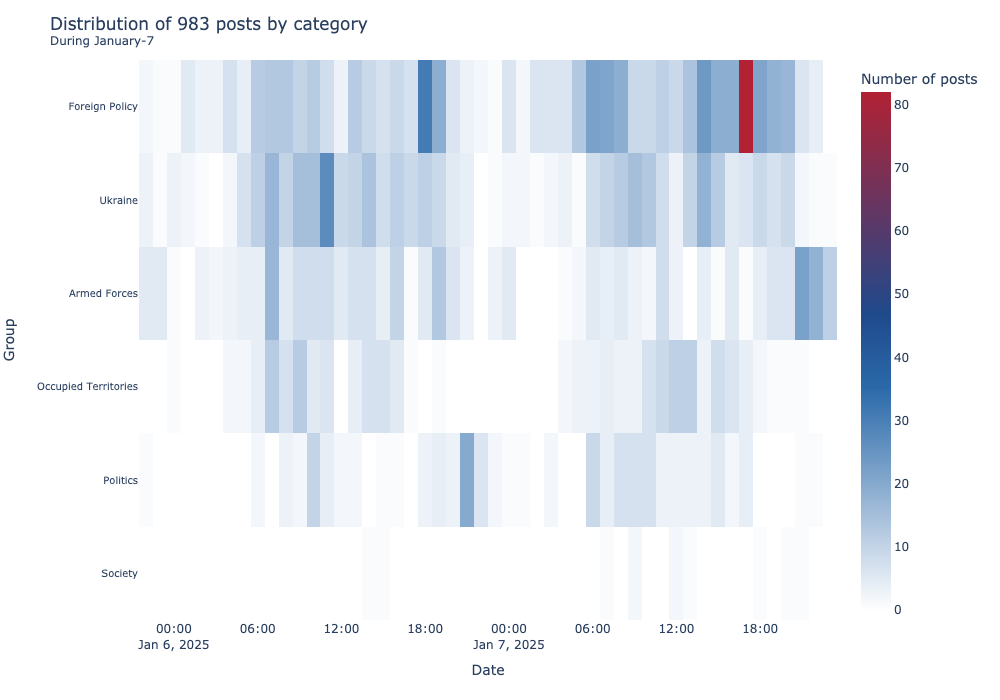 Distribution of 983 posts by category
During January-7
Number of posts
Foreign Policy
Ukraine
Armed Forces
Occupied Territories
Politics
Society
Group
80
70
60
50
40
30
20
10
0
00:00 06:00 12:00 18:00 00:00 06:00 12:00 18:00
Jan 6, 2025 Jan 7, 2025
Date